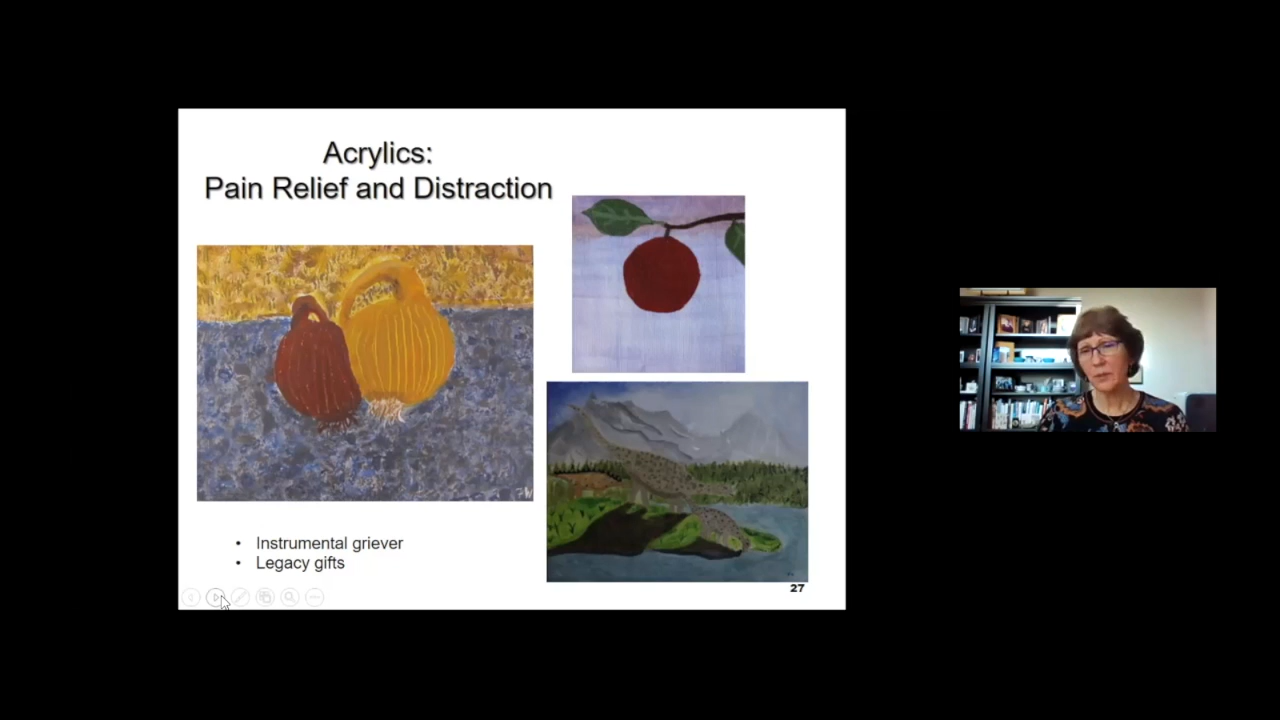 Acrylics:
Pain Relief and Distraction
• Instrumental griever
• Legacy gifts
27